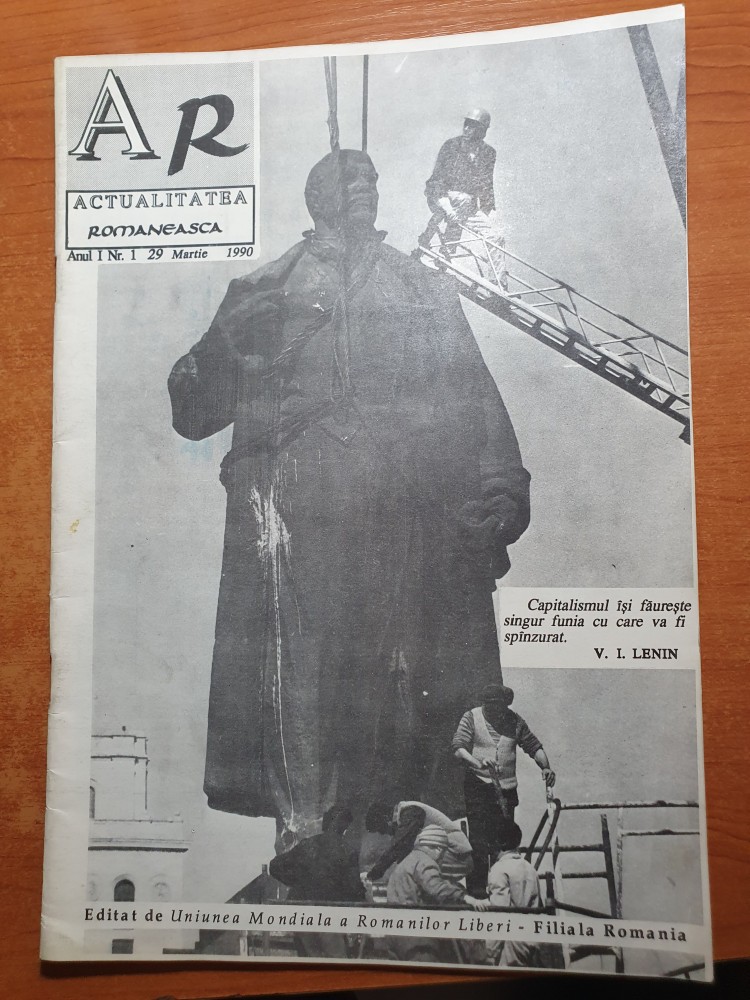 AR
ACTUALITATEA
ROMANEASCA
Anul I Nr. 1 29 Martie 1990
Capitalismul îşi făureşte
singur funia cu care va fi
spînzurat.
V. I. LENIN
Editat de Uniunea Mondiala a Romanilor Liberi - Filiala Romania